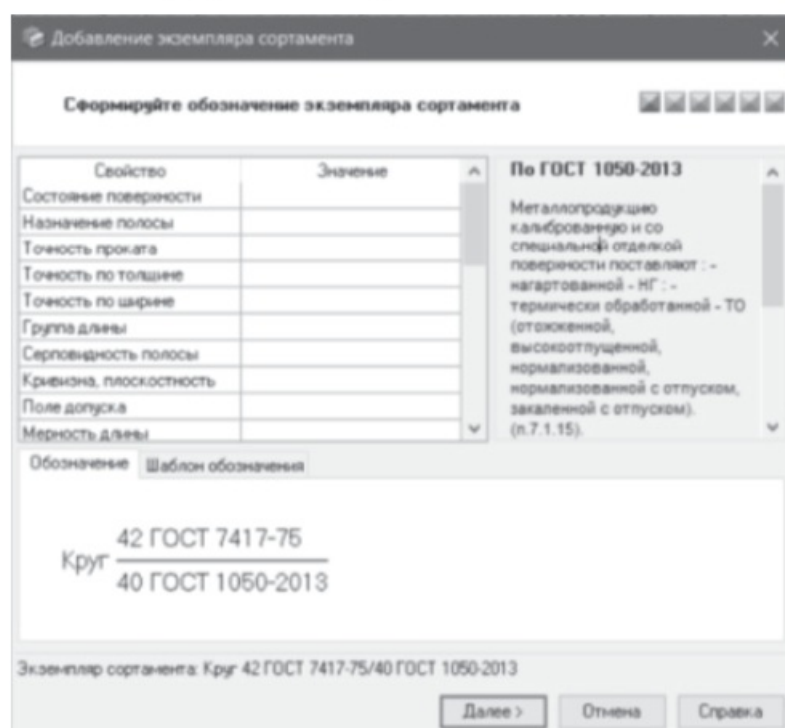 Добавление экземпляра сортамента
Сформируйте обозначение экземпляра сортамента
Свойство Значение
Состояние поверхности
Назначение полосы
Точность проката
Точность по толщине
Точность по ширине
Группа длины
Серповидность полосы
Кривизна, плоскостность
Поле допуска
Мерность длины
По ГОСТ 1050-2013
Металлопродукцию
калиброванную и со
специальной отделкой
поверхности поставляют : -
нагартованной - НГ : -
термически обработанной - ТО
(отожженной,
высокоотпущенной,
нормализованной,
нормализованной с отпуском,
закаленной с отпуском).
(п.7.1.15).
Обозначение Шаблон обозначения
Круг
42 ГОСТ 7417-75
40 ГОСТ 1050-2013
Экземпляр сортамента: Круг 42 ГОСТ 7417-75/40 ГОСТ 1050-2013
Далее > Отмена Справка